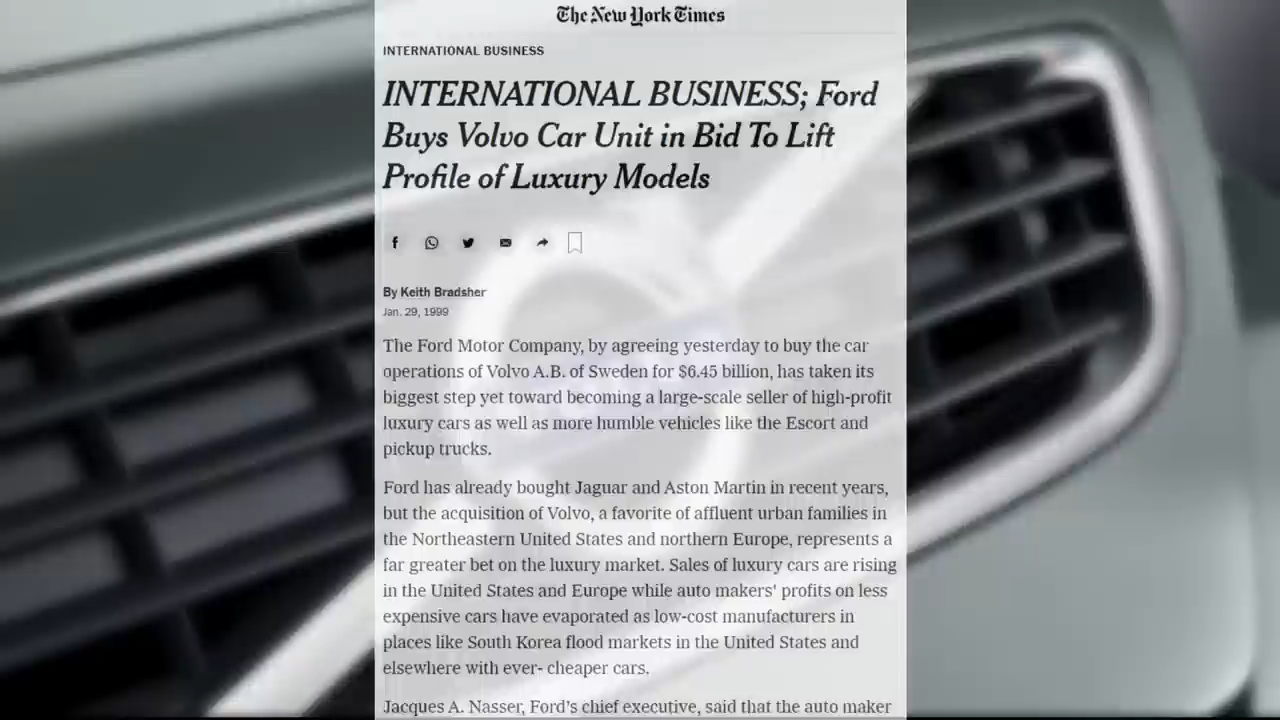 The New York Times
INTERNATIONAL BUSINESS
INTERNATIONAL BUSINESS; Ford
Buys Volvo Car Unit in Bid To Lift
Profile of Luxury Models
By Keith Bradsher
Jan. 29, 1999
The Ford Motor Company, by agreeing yesterday to buy the car
operations of Volvo A.B. of Sweden for $6.45 billion, has taken its
biggest step yet toward becoming a large-scale seller of high-profit
luxury cars as well as more humble vehicles like the Escort and
pickup trucks.
Ford has already bought Jaguar and Aston Martin in recent years,
but the acquisition of Volvo, a favorite of affluent urban families in
the Northeastern United States and northern Europe, represents a
far greater bet on the luxury market. Sales of luxury cars are rising
in the United States and Europe while auto makers' profits on less
expensive cars have evaporated as low-cost manufacturers in
places like South Korea flood markets in the United States and
elsewhere with ever- cheaper cars.
Jacques A. Nasser, Ford's chief executive, said that the auto maker